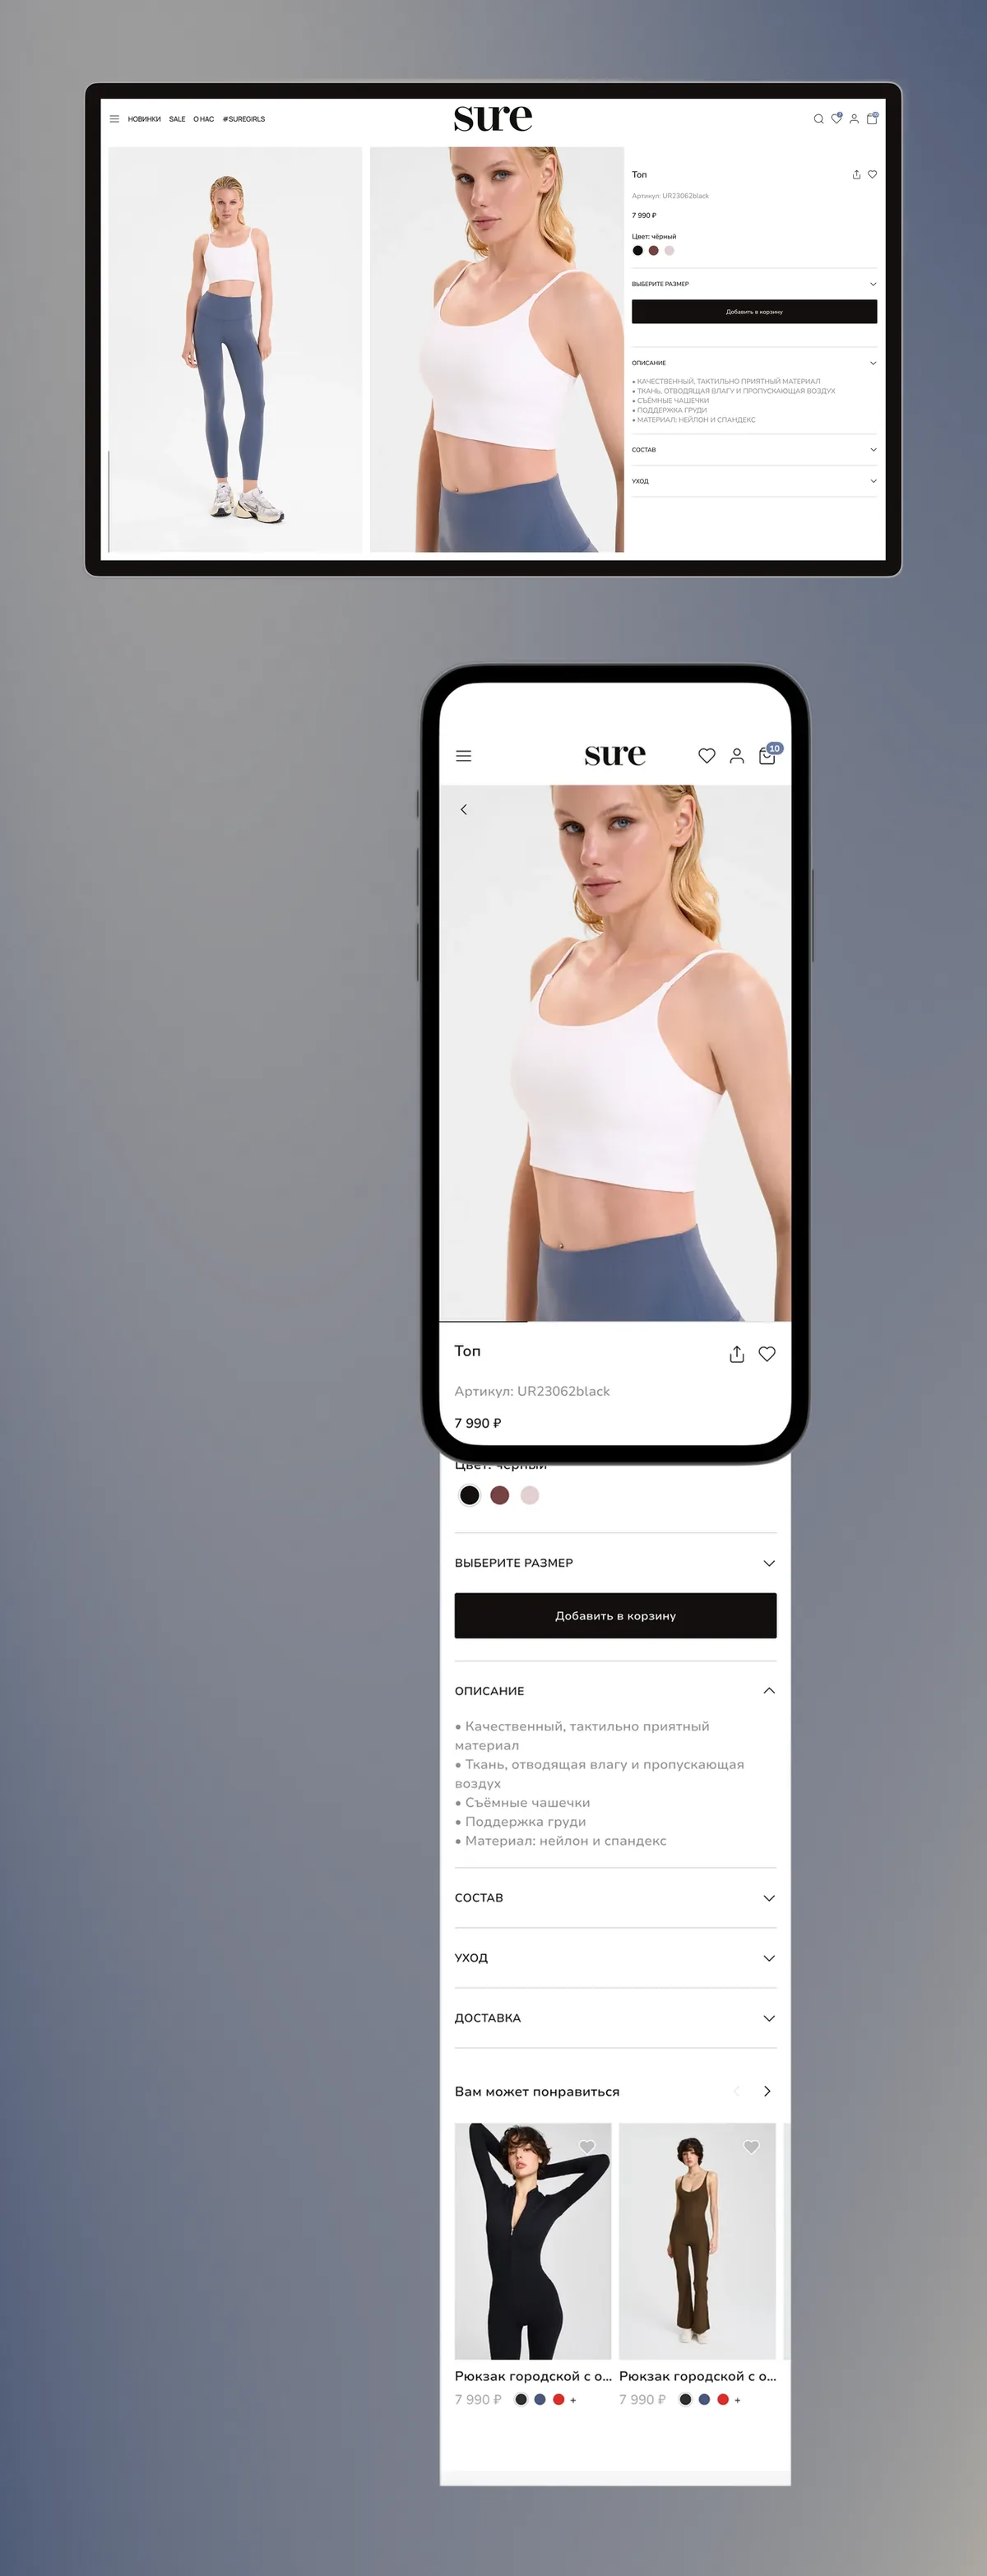 НОВИНКИ SALE О НАС #SUREGIRLS
sure
Топ
Артикул: UR23062black
7 990 ₽
Цвет: чёрный
ВЫБЕРИТЕ РАЗМЕР
Добавить в корзину
ОПИСАНИЕ
• КАЧЕСТВЕННЫЙ, ТАКТИЛЬНО ПРИЯТНЫЙ МАТЕРИАЛ
• ТКАНЬ, ОТВОДЯЩАЯ ВЛАГУ И ПРОПУСКАЮЩАЯ ВОЗДУХ
• СЪЁМНЫЕ ЧАШЕЧКИ
• ПОДДЕРЖКА ГРУДИ
• МАТЕРИАЛ: НЕЙЛОН И СПАНДЕКС
СОСТАВ
УХОД
sure
10
Топ
Артикул: UR23062black
7 990 ₽
Цвет: чёрный
ВЫБЕРИТЕ РАЗМЕР
Добавить в корзину
ОПИСАНИЕ
• Качественный, тактильно приятный
материал
• Ткань, отводящая влагу и пропускающая
воздух
• Съёмные чашечки
• Поддержка груди
• Материал: нейлон и спандекс
СОСТАВ
УХОД
ДОСТАВКА
Вам может понравиться
Рюкзак городской с о... Рюкзак городской с о...
7 990 ₽ + 7 990 ₽ +